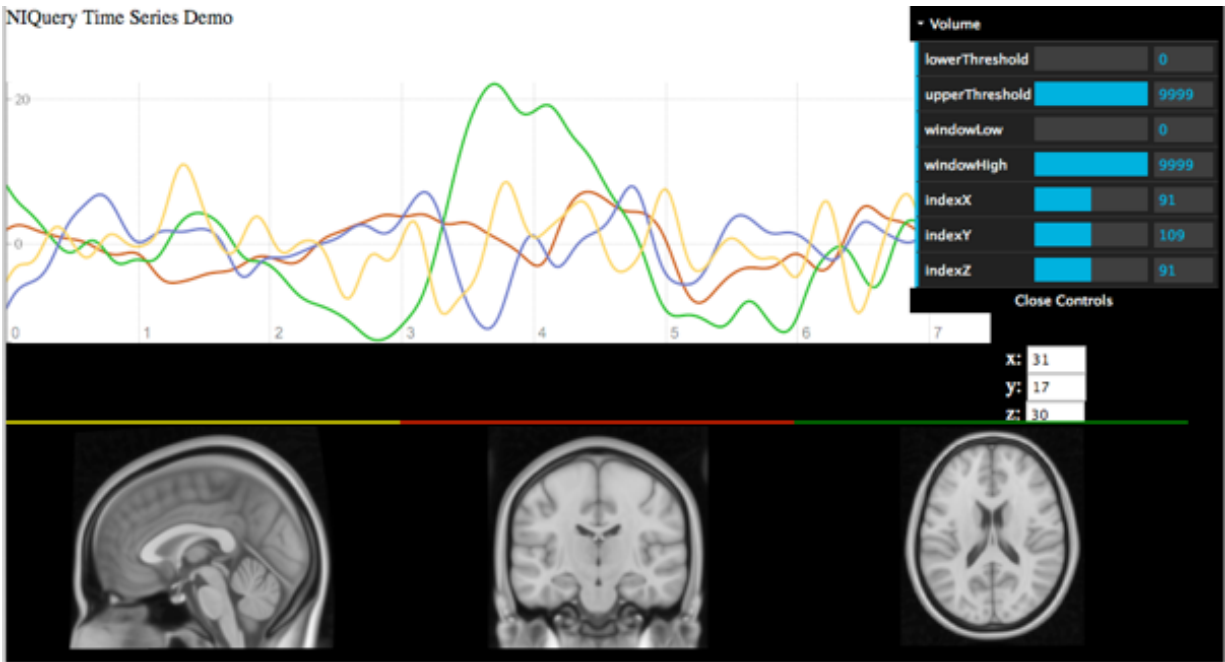 NIQuery Time Series Demo
Volume
lowerThreshold 0
upperThreshold 9999
windowLow 0
windowHigh 9999
indexX 91
indexY 109
indexZ 91
Close Controls
20
0
0 1 2 3 4 5 6 7
x: 31
y: 17
z: 30